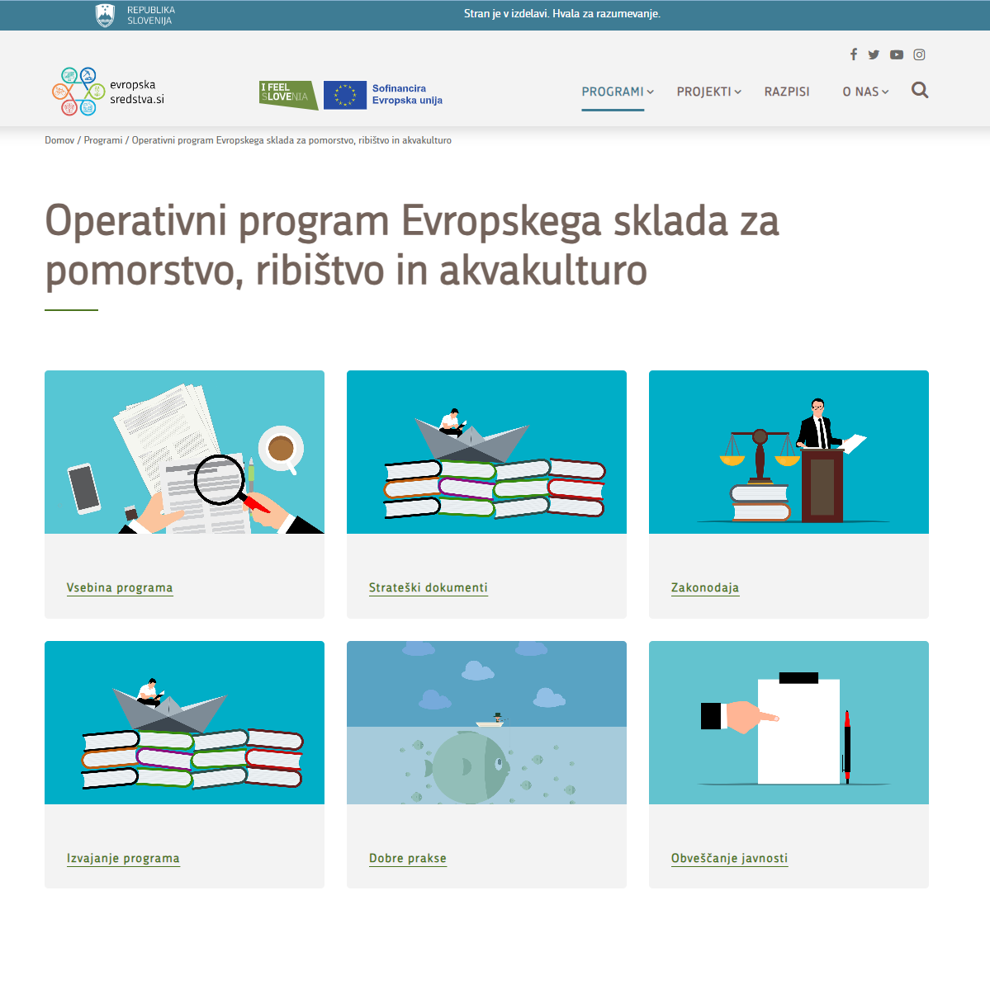 REPUBLIKA
SLOVENIJA
Stran je v izdelavi. Hvala za razumevanje.
evropska
sredstva.si
I FEEL
SLOVENIA
Sofinancira
Evropska unija
PROGRAMI
PROJEKTI
RAZPISI
O NAS
Domov / Programi / Operativni program Evropskega sklada za pomorstvo, ribištvo in akvakulturo
Operativni program Evropskega sklada za
pomorstvo, ribištvo in akvakulturo
Vsebina programa
Strateški dokumenti
Zakonodaja
Izvajanje programa
Dobre prakse
Obveščanje javnosti